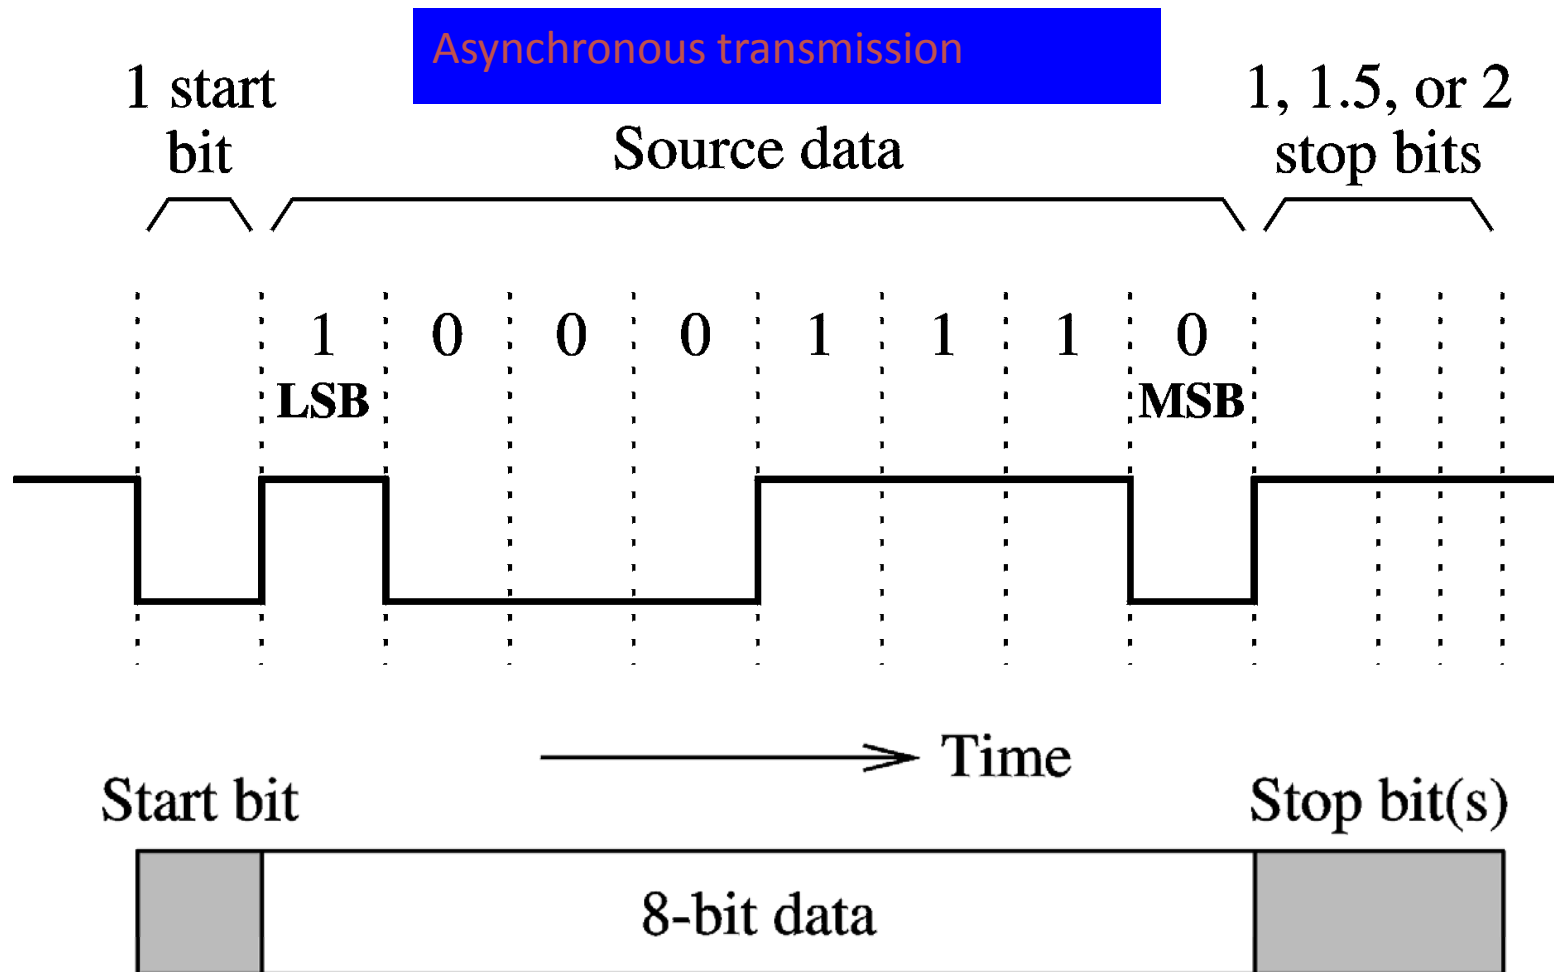 Asynchronous transmission
1 start
bit
Source data
1, 1.5, or 2
stop bits
1 0 0 0 1 1 1 0
LSB MSB
Time
Start bit
Stop bit(s)
8-bit data